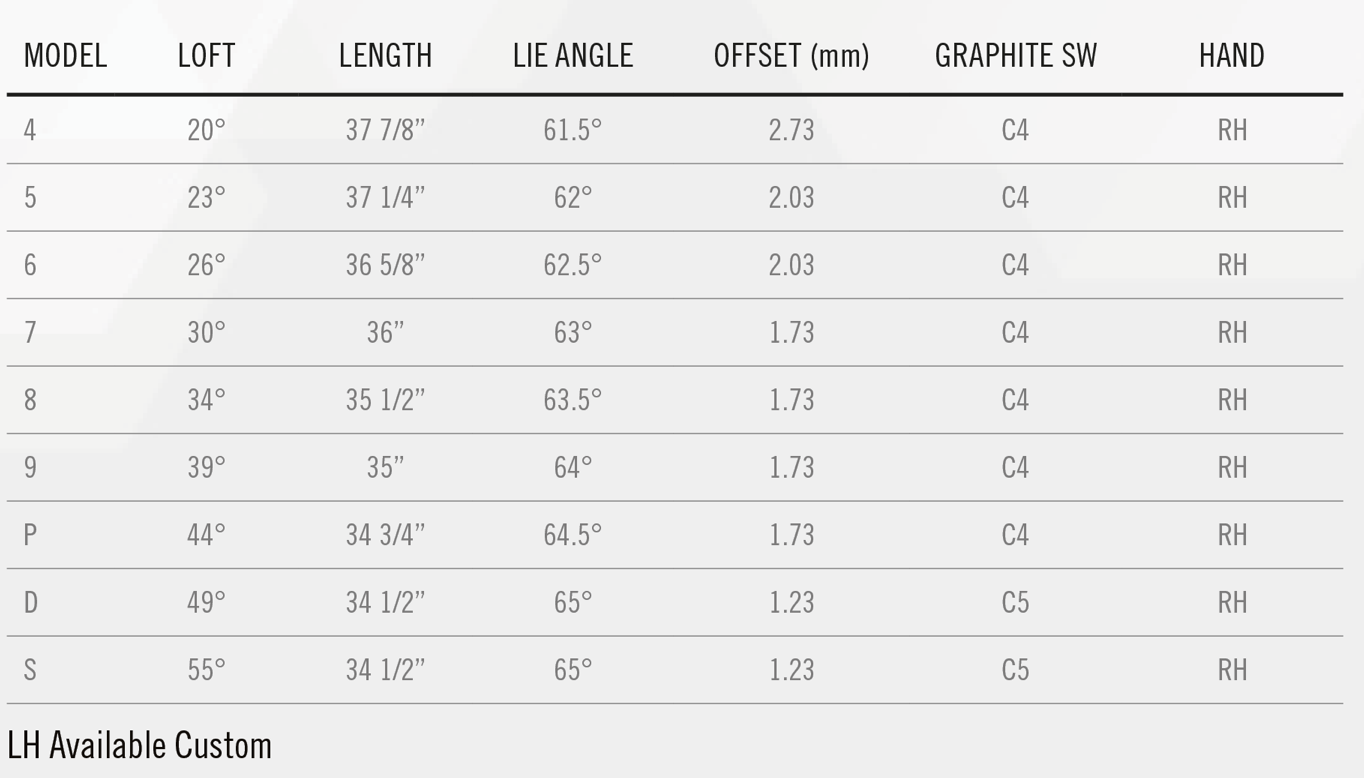 MODEL LOFT LENGTH LIE ANGLE OFFSET (mm) GRAPHITE SW HAND
4 20° 37 7/8” 61.5° 2.73 C4 RH
5 23° 37 1/4” 62° 2.03 C4 RH
6 26° 36 5/8” 62.5° 2.03 C4 RH
7 30° 36” 63° 1.73 C4 RH
8 34° 35 1/2” 63.5° 1.73 C4 RH
9 39° 35” 64° 1.73 C4 RH
P 44° 34 3/4” 64.5° 1.73 C4 RH
D 49° 34 1/2” 65° 1.23 C5 RH
S 55° 34 1/2” 65° 1.23 C5 RH
LH Available Custom